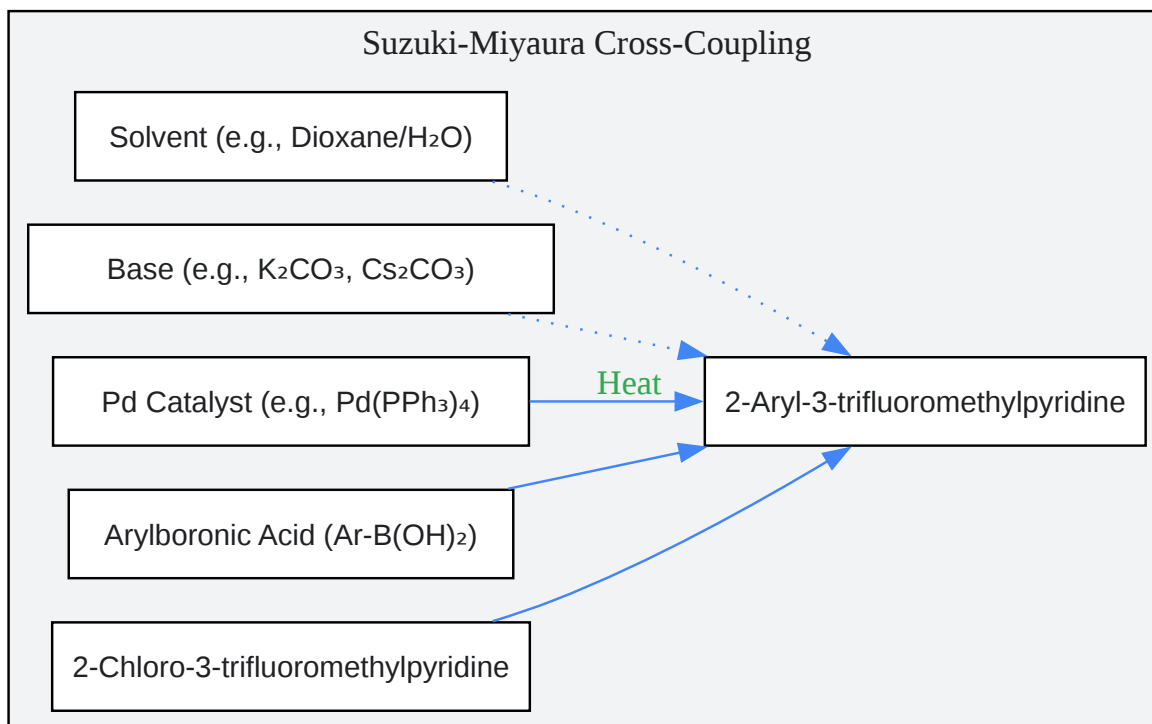 Suzuki-Miyaura Cross-Coupling
Solvent (e.g., Dioxane/H₂O)
Base (e.g., K₂CO₃, Cs₂CO₃)
Pd Catalyst (e.g., Pd(PPh₃)₄)
Heat
2-Aryl-3-trifluoromethylpyridine
Arylboronic Acid (Ar-B(OH)₂)
2-Chloro-3-trifluoromethylpyridine